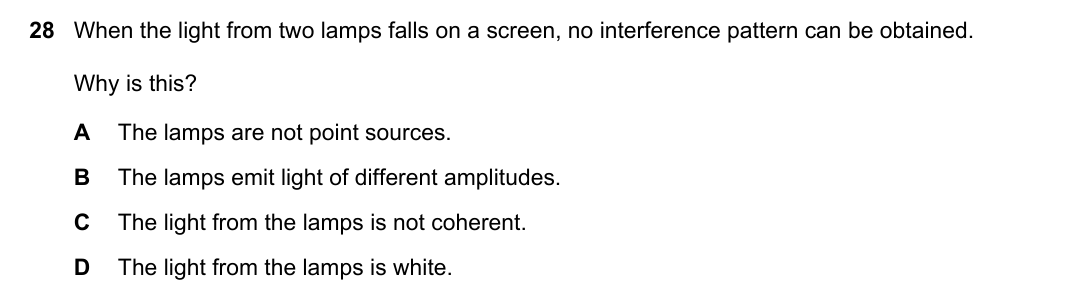 28 When the light from two lamps falls on a screen, no interference pattern can be obtained.
Why is this?
A The lamps are not point sources.
B The lamps emit light of different amplitudes.
C The light from the lamps is not coherent.
D The light from the lamps is white.